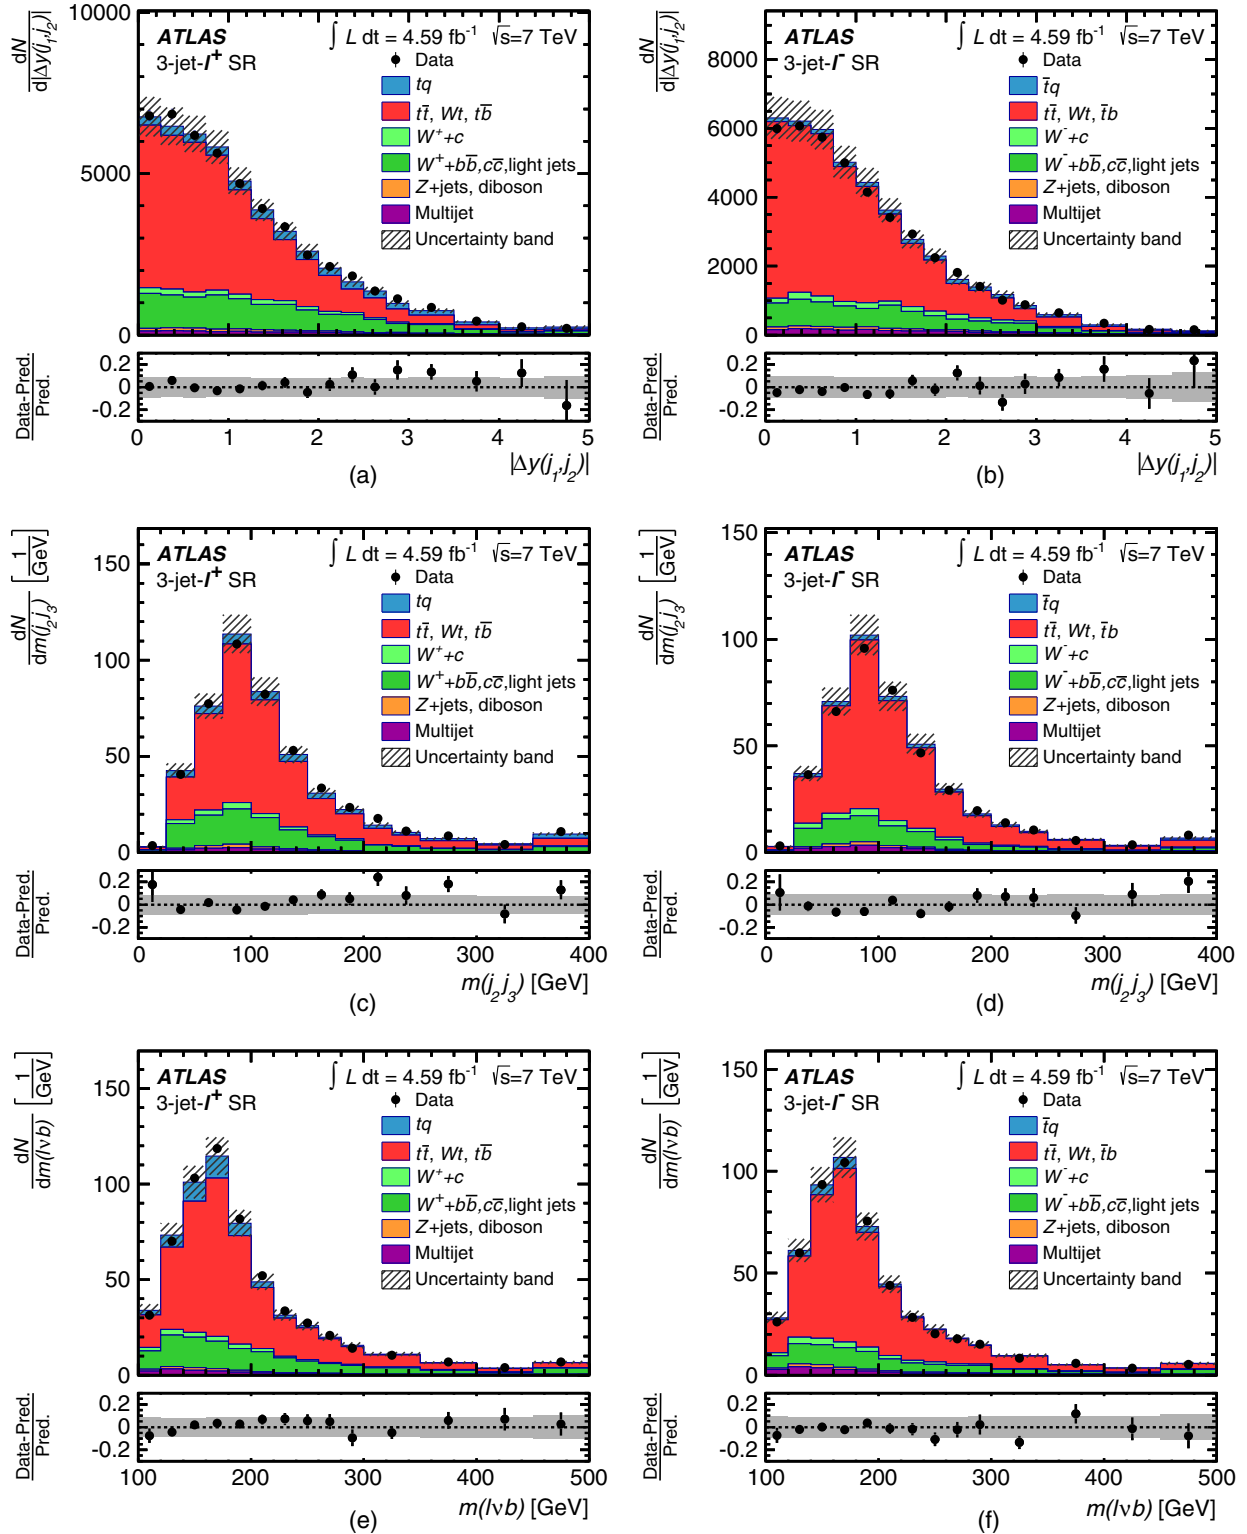 dN
d|Δy(j₁,j₂)|
10000
5000
0
ATLAS
3-jet-l⁺ SR
∫ L dt = 4.59 fb⁻¹ √s=7 TeV
Data
tq
tt̅, Wt, tb̅
W⁺+c
W⁺+bb̅,cc̅,light jets
Z+jets, diboson
Multijet
Uncertainty band
Data-Pred.
Pred.
0.2
0
-0.2
0 1 2 3 4 5
|Δy(j₁,j₂)|
(a)
dN
d|Δy(j₁,j₂)|
8000
6000
4000
2000
0
ATLAS
3-jet-l⁻ SR
∫ L dt = 4.59 fb⁻¹ √s=7 TeV
Data
t̅q
tt̅, Wt, t̅b
W⁻+c
W⁻+bb̅,cc̅,light jets
Z+jets, diboson
Multijet
Uncertainty band
Data-Pred.
Pred.
0.2
0
-0.2
0 1 2 3 4 5
|Δy(j₁,j₂)|
(b)
dN
dm(j₂j₃) [1/GeV]
150
100
50
0
ATLAS
3-jet-l⁺ SR
∫ L dt = 4.59 fb⁻¹ √s=7 TeV
Data
tq
tt̅, Wt, tb̅
W⁺+c
W⁺+bb̅,cc̅,light jets
Z+jets, diboson
Multijet
Uncertainty band
Data-Pred.
Pred.
0.2
0
-0.2
0 100 200 300 400
m(j₂j₃) [GeV]
(c)
dN
dm(j₂j₃) [1/GeV]
150
100
50
0
ATLAS
3-jet-l⁻ SR
∫ L dt = 4.59 fb⁻¹ √s=7 TeV
Data
t̅q
tt̅, Wt, t̅b
W⁻+c
W⁻+bb̅,cc̅,light jets
Z+jets, diboson
Multijet
Uncertainty band
Data-Pred.
Pred.
0.2
0
-0.2
0 100 200 300 400
m(j₂j₃) [GeV]
(d)
dN
dm(lνb) [1/GeV]
150
100
50
0
ATLAS
3-jet-l⁺ SR
∫ L dt = 4.59 fb⁻¹ √s=7 TeV
Data
tq
tt̅, Wt, tb̅
W⁺+c
W⁺+bb̅,cc̅,light jets
Z+jets, diboson
Multijet
Uncertainty band
Data-Pred.
Pred.
0.2
0
-0.2
100 200 300 400 500
m(lνb) [GeV]
(e)
dN
dm(lνb) [1/GeV]
150
100
50
0
ATLAS
3-jet-l⁻ SR
∫ L dt = 4.59 fb⁻¹ √s=7 TeV
Data
t̅q
tt̅, Wt, t̅b
W⁻+c
W⁻+bb̅,cc̅,light jets
Z+jets, diboson
Multijet
Uncertainty band
Data-Pred.
Pred.
0.2
0
-0.2
100 200 300 400 500
m(lνb) [GeV]
(f)